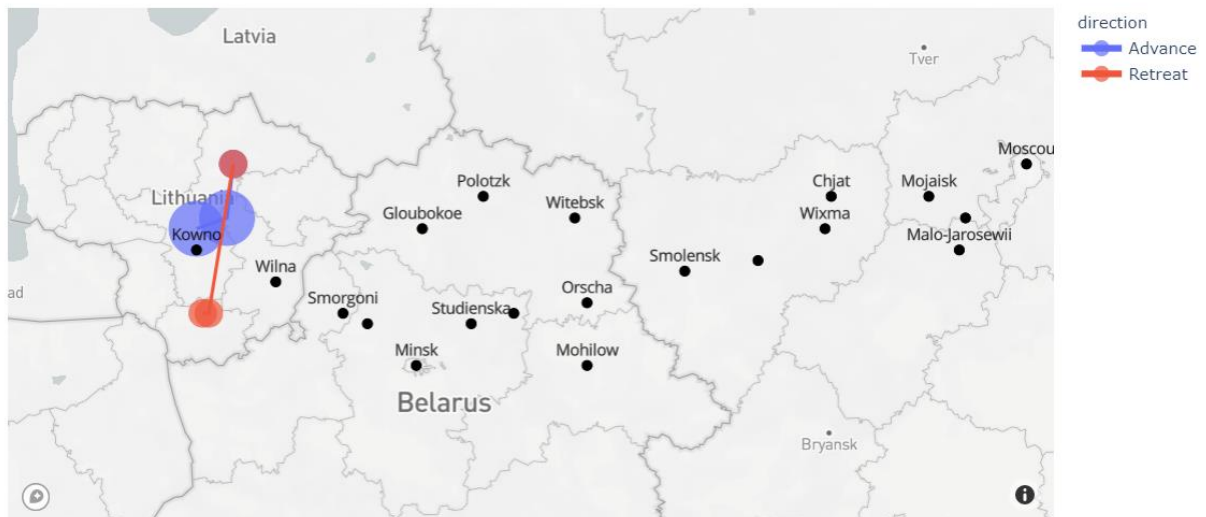 direction
Advance
Retreat
Latvia
Tver
Moscou
Polotzk
Chjat
Mojaisk
Lithuania
Gloubokoe
Witebsk
Wixma
Kowno
Malo-Jarosewii
Wilna
Smolensk
ad
Smorgoni
Orscha
Studienska
Minsk
Mohilow
Belarus
Bryansk
i